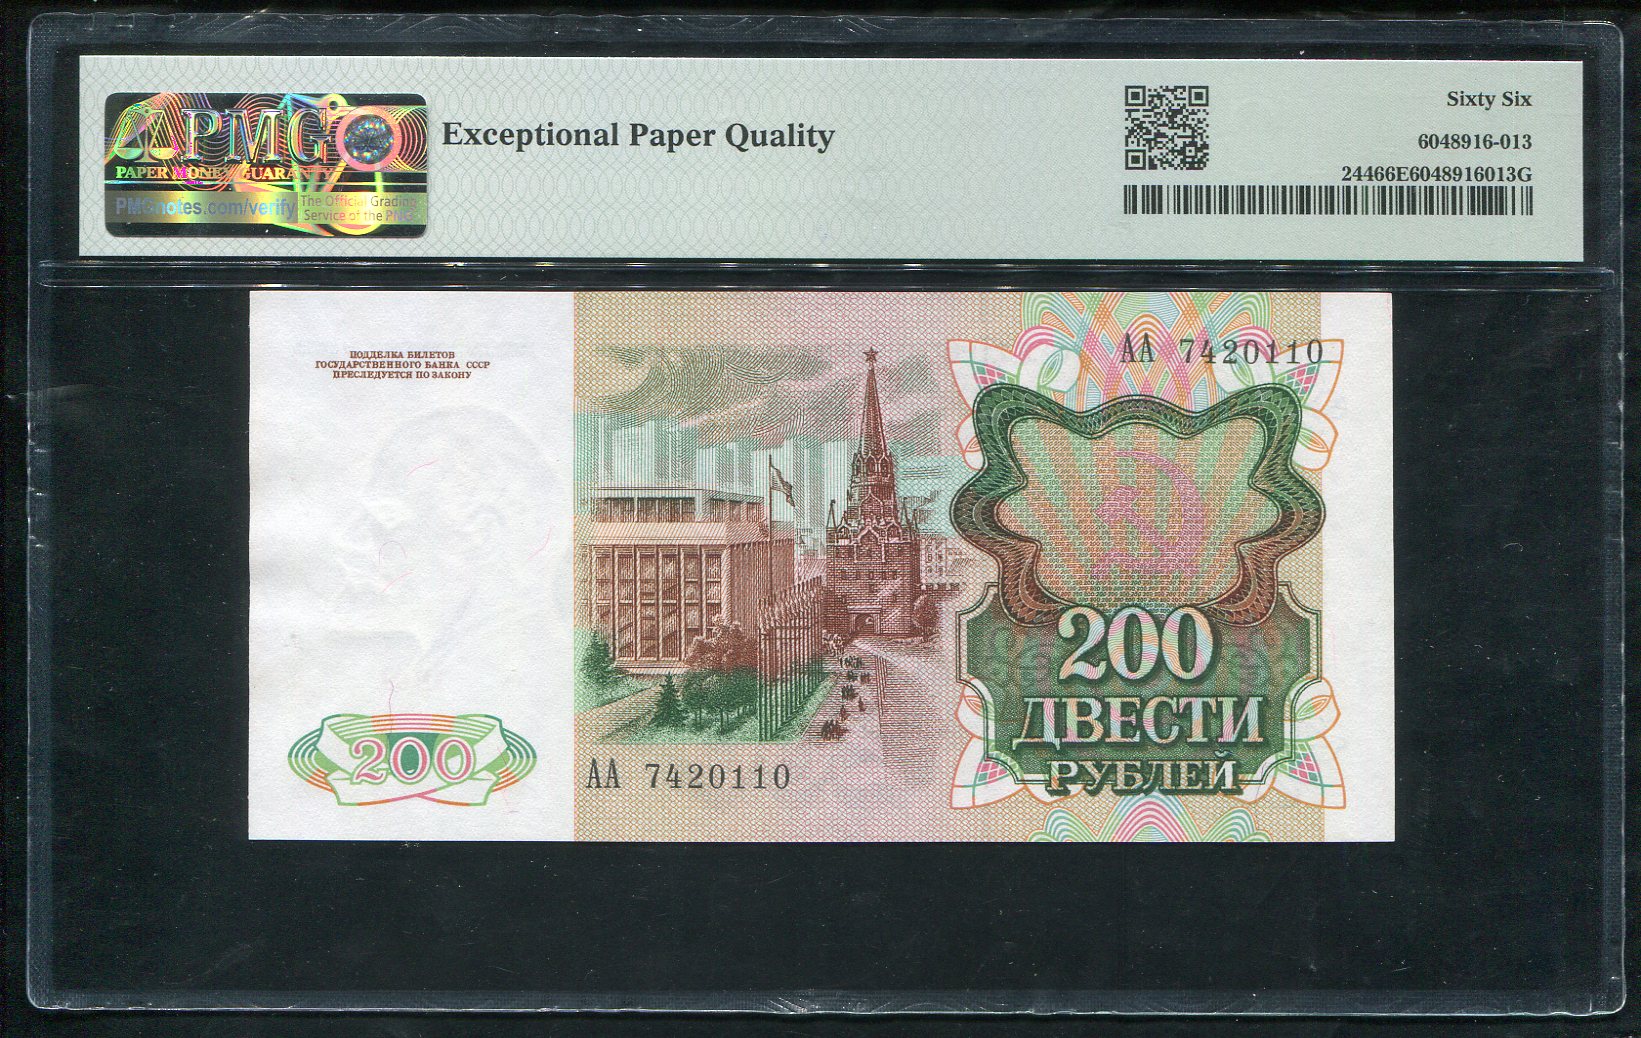 PMG
PAPER MONEY GUARANTY
PMGnotes.com/verify
The Official Grading
Service of the PNG
Exceptional Paper Quality
Sixty Six
6048916-013
24466E6048916013G
ПОДДЕЛКА БИЛЕТОВ
ГОСУДАРСТВЕННОГО БАНКА СССР
ПРЕСЛЕДУЕТСЯ ПО ЗАКОНУ
АА 7420110
200
ДВЕСТИ
РУБЛЕЙ
200
АА 7420110